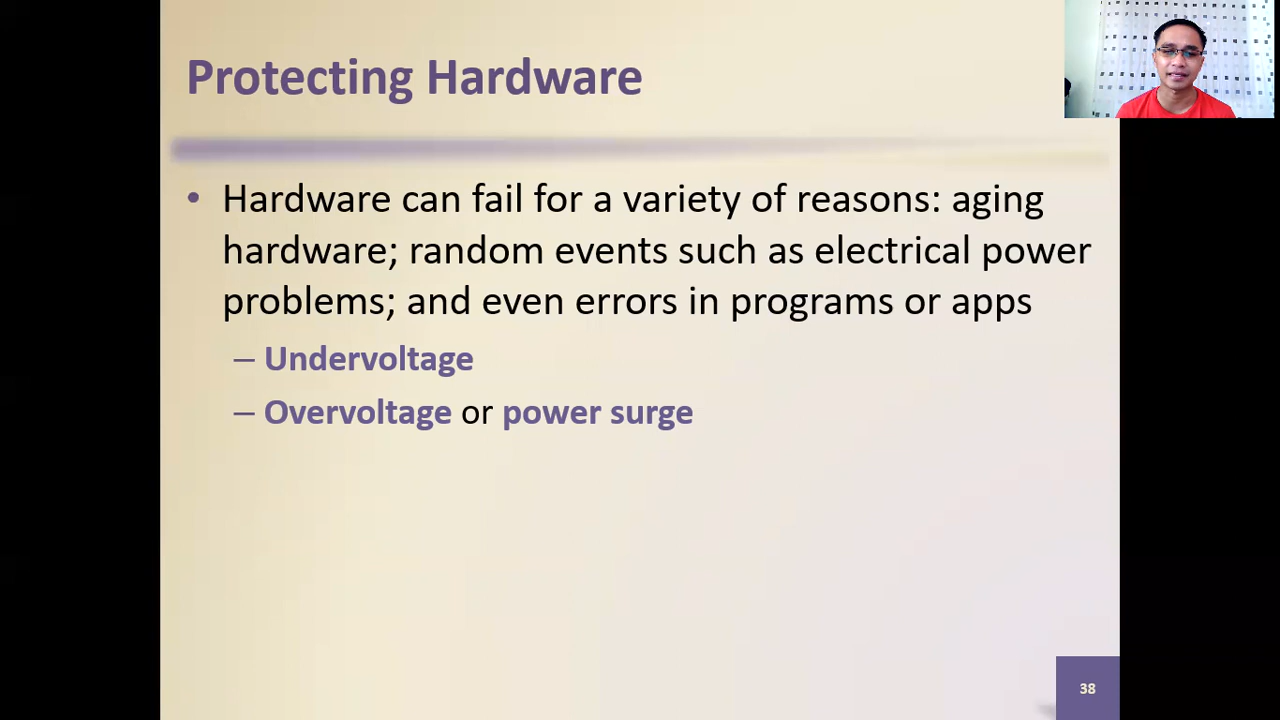 Protecting Hardware
• Hardware can fail for a variety of reasons: aging
hardware; random events such as electrical power
problems; and even errors in programs or apps
– Undervoltage
– Overvoltage or power surge
38